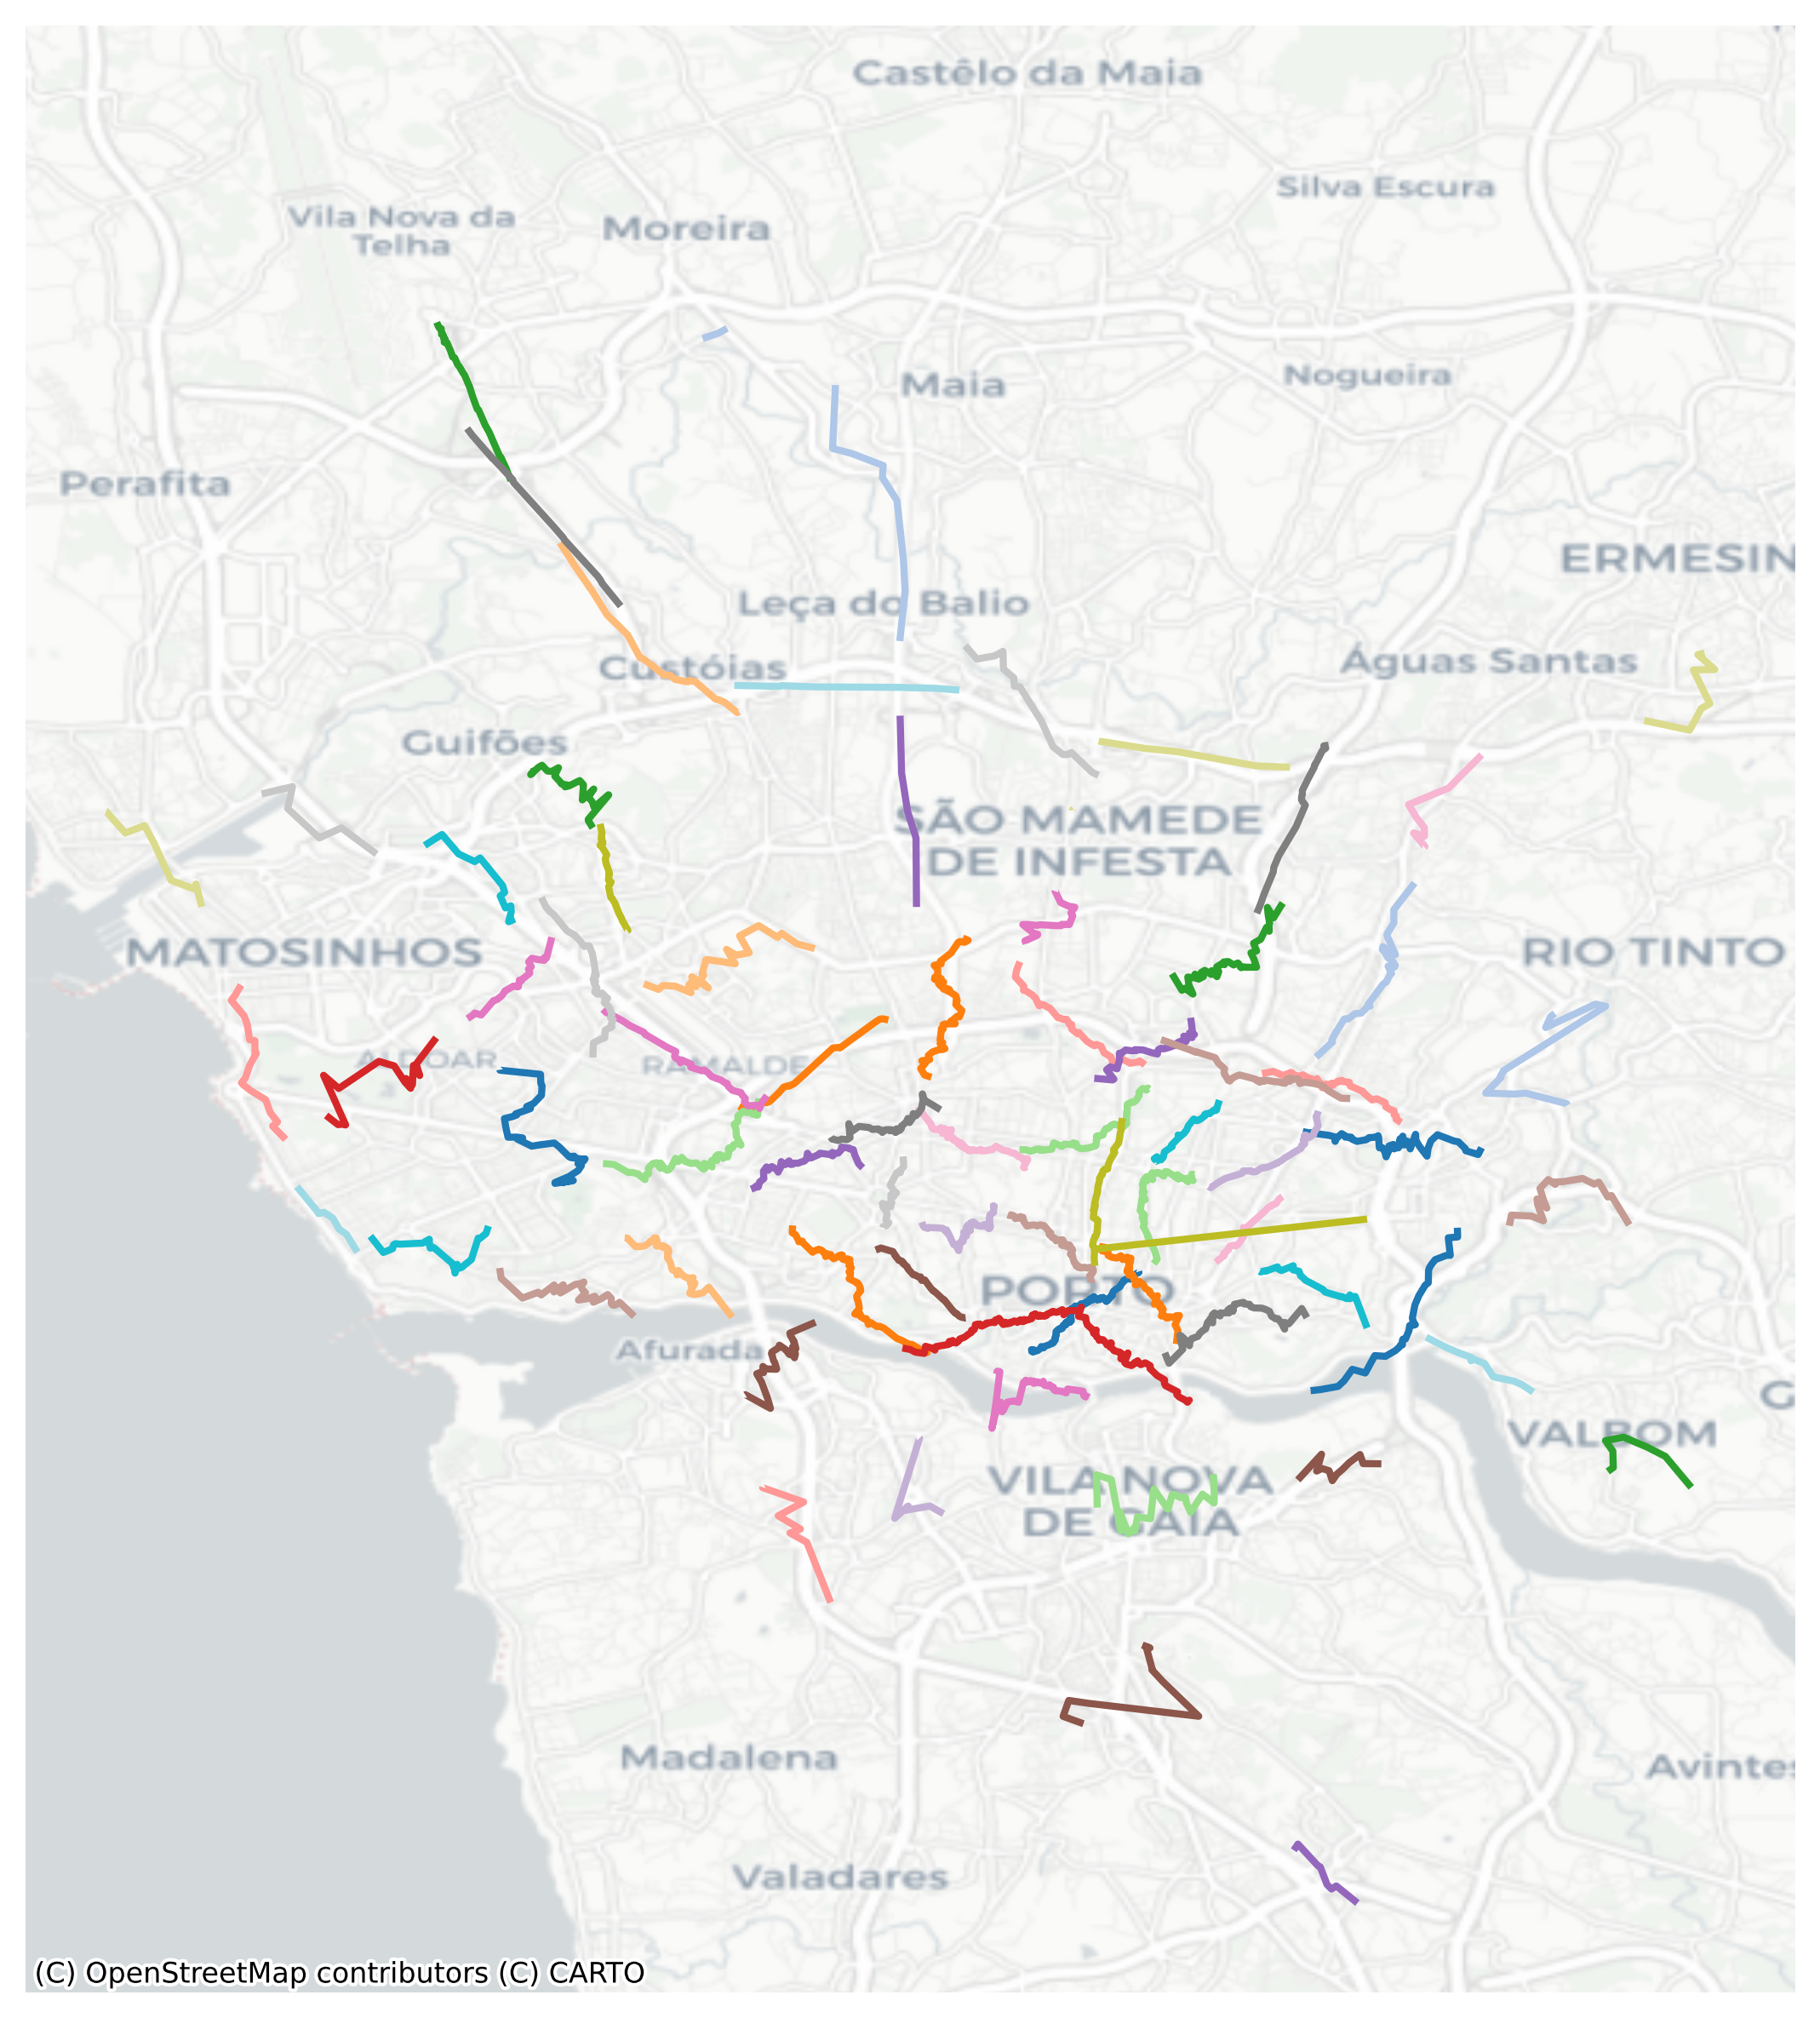 Castêlo da Maia
Silva Escura
Vila Nova da
Telha
Moreira
Nogueira
Maia
Perafita
ERMESIN
Leça do Balio
Custóias
Águas Santas
Guifões
SÃO MAMEDE
DE INFESTA
MATOSINHOS
RIO TINTO
ALDOAR
RAMALDE
PORTO
Afurada
G
VALBOM
VILA NOVA
DE GAIA
Madalena
Avintes
Valadares
(C) OpenStreetMap contributors (C) CARTO